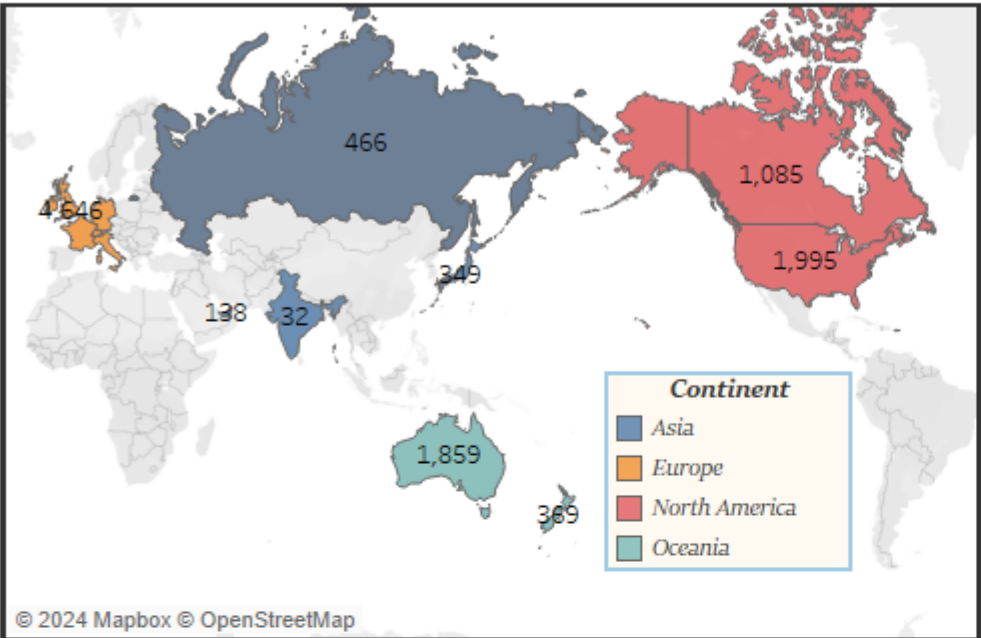 466
1,085
4,646
1,995
349
138
32
Continent
Asia
Europe
North America
Oceania
1,859
369
© 2024 Mapbox © OpenStreetMap